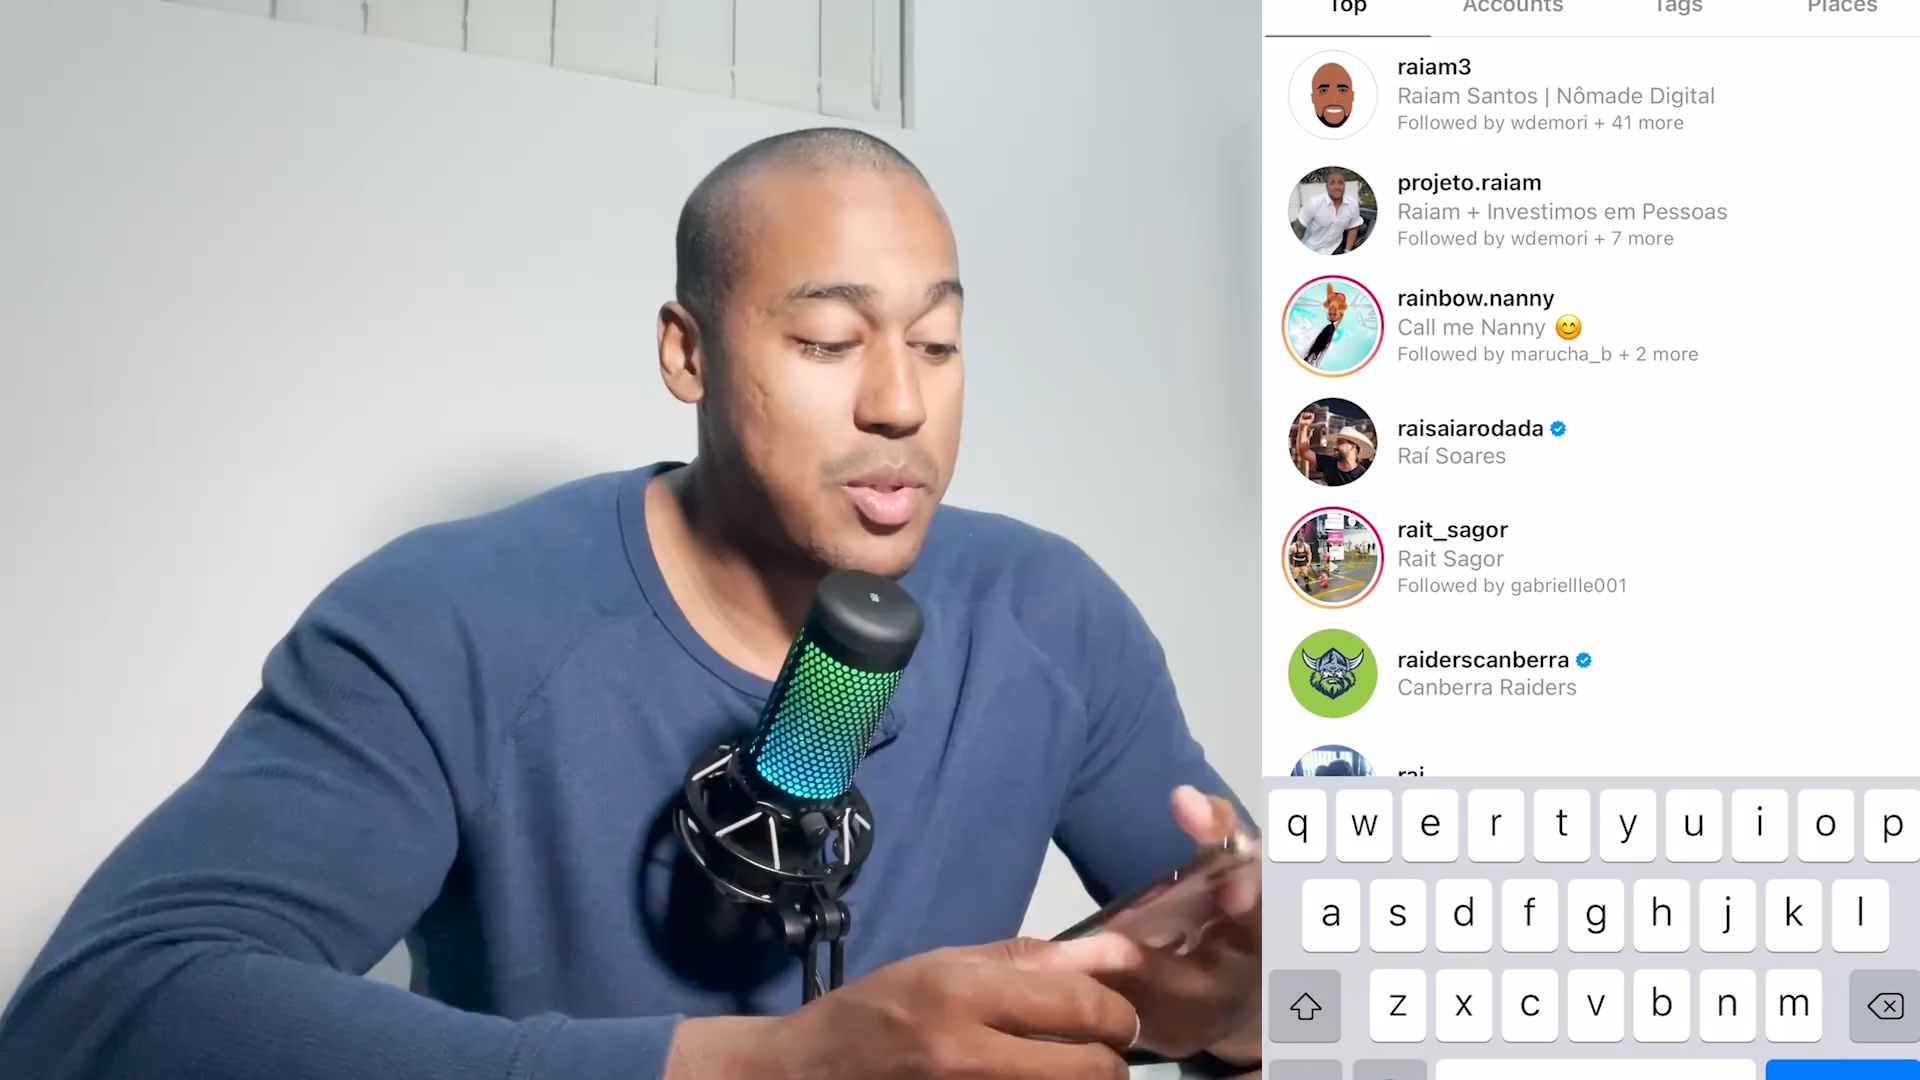 Top Accounts Tags Places
raiam3
Raiam Santos | Nômade Digital
Followed by wdemori + 41 more
projeto.raiam
Raiam + Investimos em Pessoas
Followed by wdemori + 7 more
rainbow.nanny
Call me Nanny 😊
Followed by marucha_b + 2 more
raisaiarodada
Raí Soares
rait_sagor
Rait Sagor
Followed by gabriellle001
raiderscanberra
Canberra Raiders
rai
q w e r t y u i o p
a s d f g h j k l
z x c v b n m